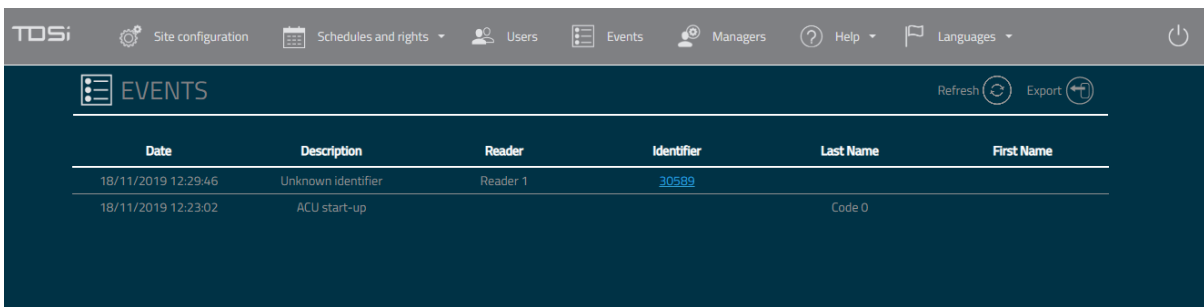 TDSi Site configuration Schedules and rights Users Events Managers Help Languages
EVENTS Refresh Export
Date Description Reader Identifier Last Name First Name
18/11/2019 12:29:46 Unknown identifier Reader 1 30589
18/11/2019 12:23:02 ACU start-up Code 0